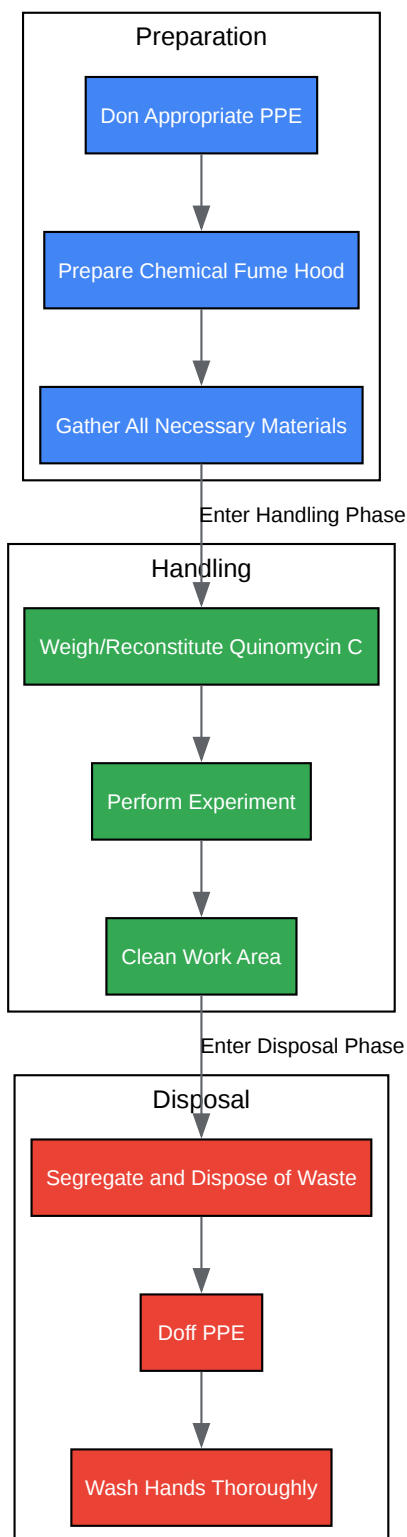 Preparation
Don Appropriate PPE
Prepare Chemical Fume Hood
Gather All Necessary Materials
Enter Handling Phase
Handling
Weigh/Reconstitute Quinomycin C
Perform Experiment
Clean Work Area
Enter Disposal Phase
Disposal
Segregate and Dispose of Waste
Doff PPE
Wash Hands Thoroughly